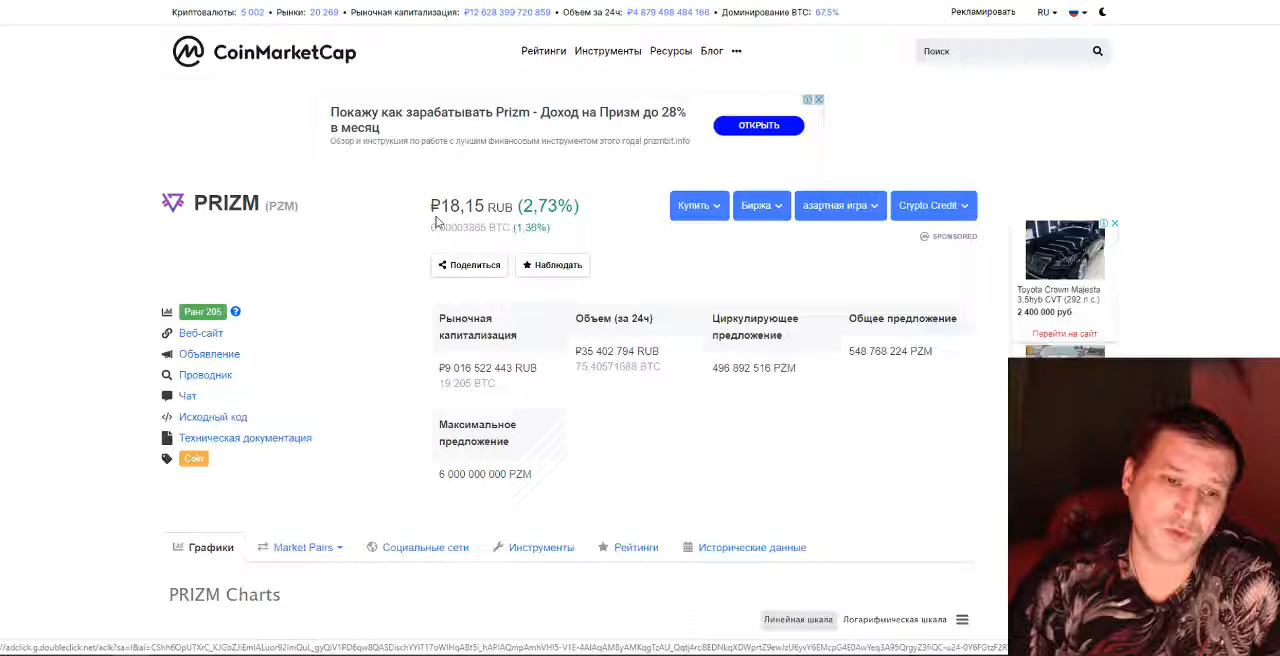 Криптовалюты: 5 002 • Рынки: 20 269 • Рыночная капитализация: ₽12 628 399 720 859 • Объем за 24ч: ₽4 879 498 484 166 • Доминирование BTC: 67,5%
Рекламировать
RU
CoinMarketCap
Рейтинги Инструменты Ресурсы Блог •••
Поиск
Покажу как зарабатывать Prizm - Доход на Призм до 28%
в месяц
Обзор и инструкция по работе с лучшим финансовым инструментом этого года! prizmbit.info
ОТКРЫТЬ
PRIZM (PZM)
₽18,15 RUB (2,73%)
BTC (1,36%)
Купить
Биржа
азартная игра
Crypto Credit
SPONSORED
Поделиться
Наблюдать
Ранг 205
Веб-сайт
Объявление
Проводник
Чат
Исходный код
Техническая документация
Coin
Рыночная
капитализация
₽9 016 522 443 RUB
19 205 BTC
Объем (за 24ч)
₽35 402 794 RUB
75.40571688 BTC
Циркулирующее
предложение
496 892 516 PZM
Общее предложение
548 768 224 PZM
Максимальное
предложение
6 000 000 000 PZM
Toyota Crown Majesta
3,5hyb CVT (292 л.с.)
2 400 000 руб
Перейти на сайт
Графики
Market Pairs
Социальные сети
Инструменты
Рейтинги
Исторические данные
PRIZM Charts
Линейная шкала
Логарифмическая шкала